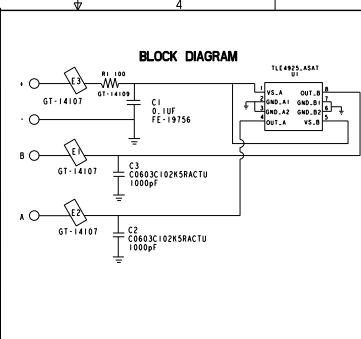 4
BLOCK DIAGRAM
TLE4925_ASAT
U1
+
E3
GT-14107
R1 100
GT-14109
C1
0.1UF
FE-19756
1 VS_A OUT_B 8
2 GND_A1 GND_B1 7
3 GND_A2 GND_B2 6
4 OUT_A VS_B 5
-
B
E1
GT-14107
C3
C0603C102K5RACTU
1000pF
A
E2
GT-14107
C2
C0603C102K5RACTU
1000pF